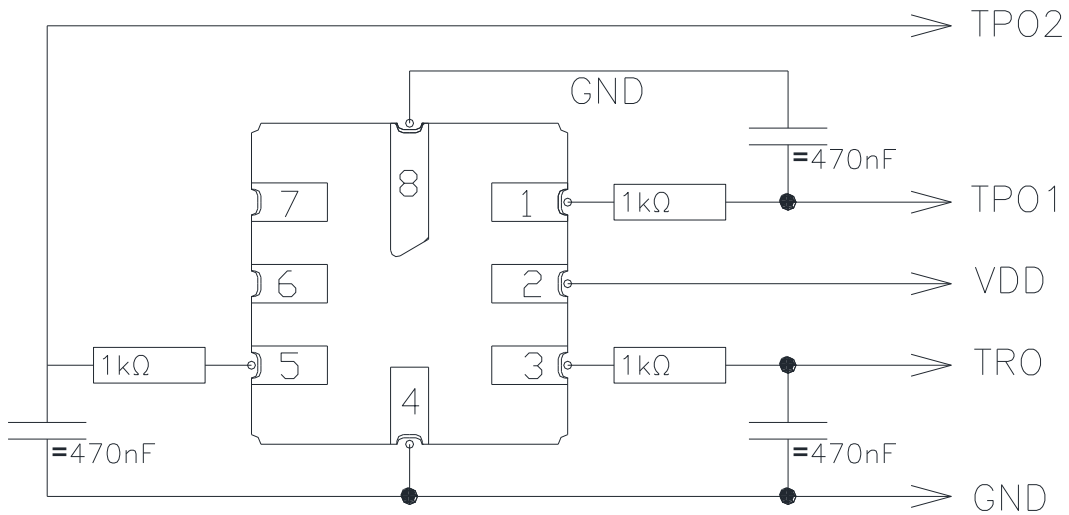 TPO2
GND
=470nF
8
7
1
1kΩ
TPO1
6
2
VDD
1kΩ
5
3
1kΩ
TRO
4
=470nF
=470nF
GND